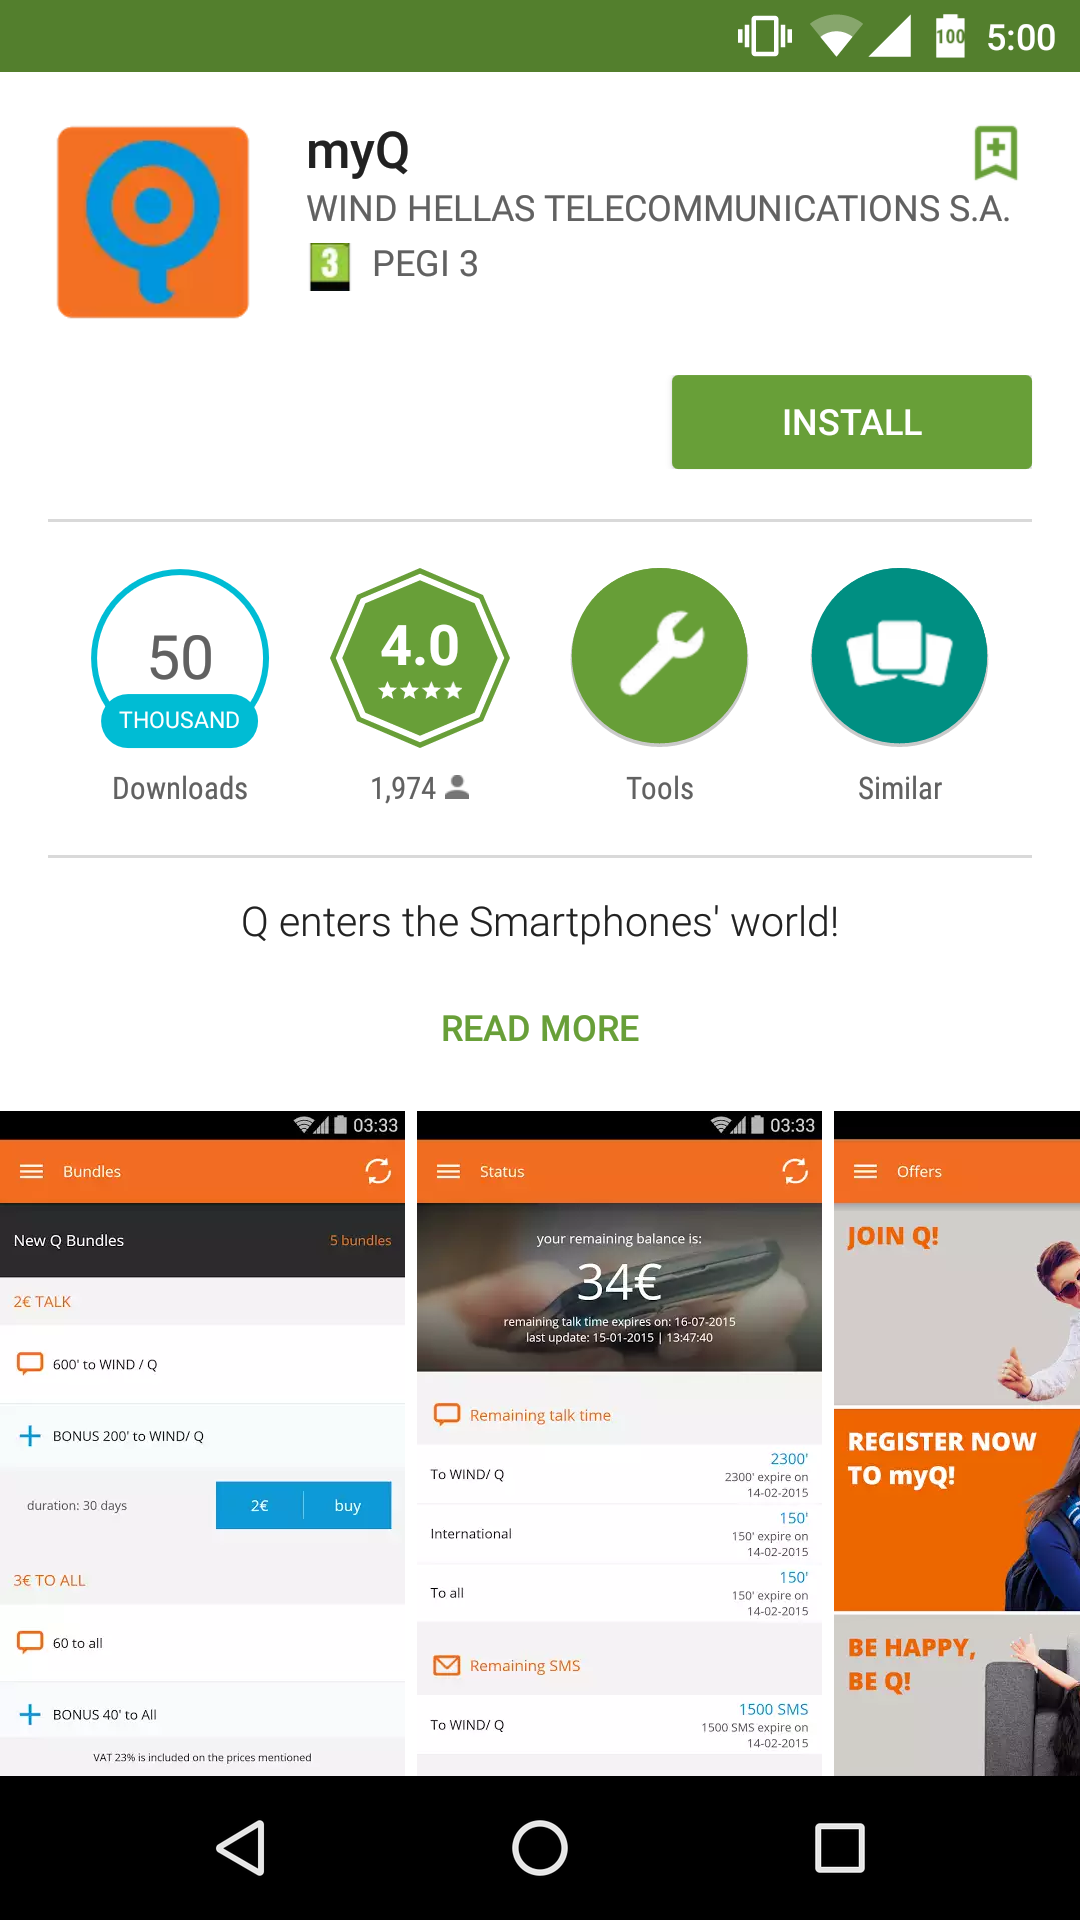 100 5:00
myQ
WIND HELLAS TELECOMMUNICATIONS S.A.
3 PEGI 3
INSTALL
50
THOUSAND
4.0
Downloads
1,974
Tools
Similar
Q enters the Smartphones' world!
READ MORE
03:33
Bundles
New Q Bundles 5 bundles
2€ TALK
600' to WIND / Q
BONUS 200' to WIND/ Q
duration: 30 days 2€ buy
3€ TO ALL
60 to all
BONUS 40' to All
VAT 23% is included on the prices mentioned
03:33
Status
your remaining balance is:
34€
remaining talk time expires on: 16-07-2015
last update: 15-01-2015 | 13:47:40
Remaining talk time
To WIND/ Q 2300'
2300' expire on
14-02-2015
International 150'
150' expire on
14-02-2015
To all 150'
150' expire on
14-02-2015
Remaining SMS
To WIND/ Q 1500 SMS
1500 SMS expire on
14-02-2015
Offers
JOIN Q!
REGISTER NOW
TO myQ!
BE HAPPY,
BE Q!